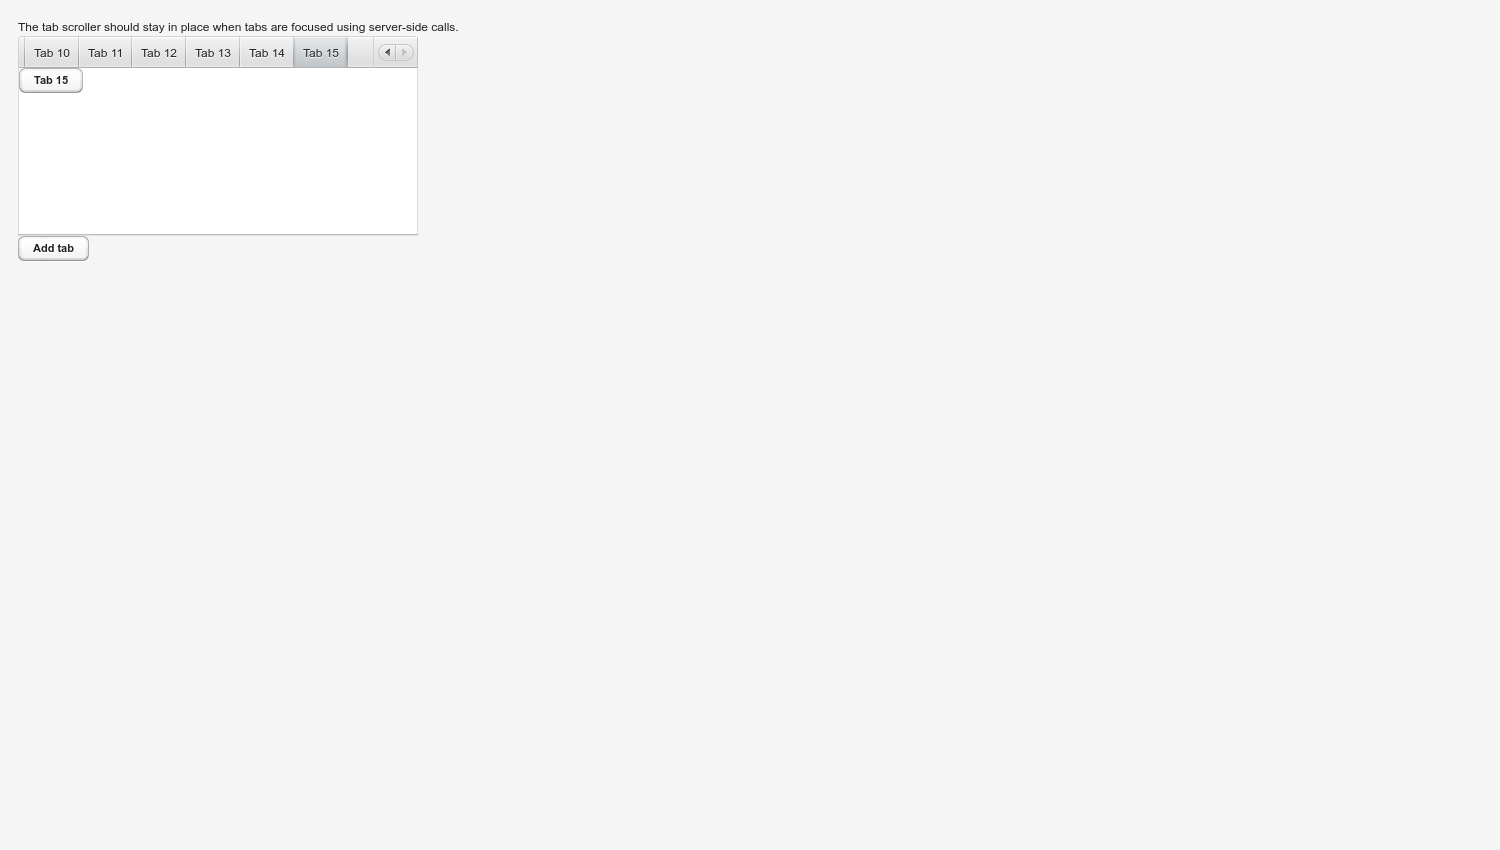 The tab scroller should stay in place when tabs are focused using server-side calls.
Tab 10 Tab 11 Tab 12 Tab 13 Tab 14 Tab 15
Tab 15
Add tab